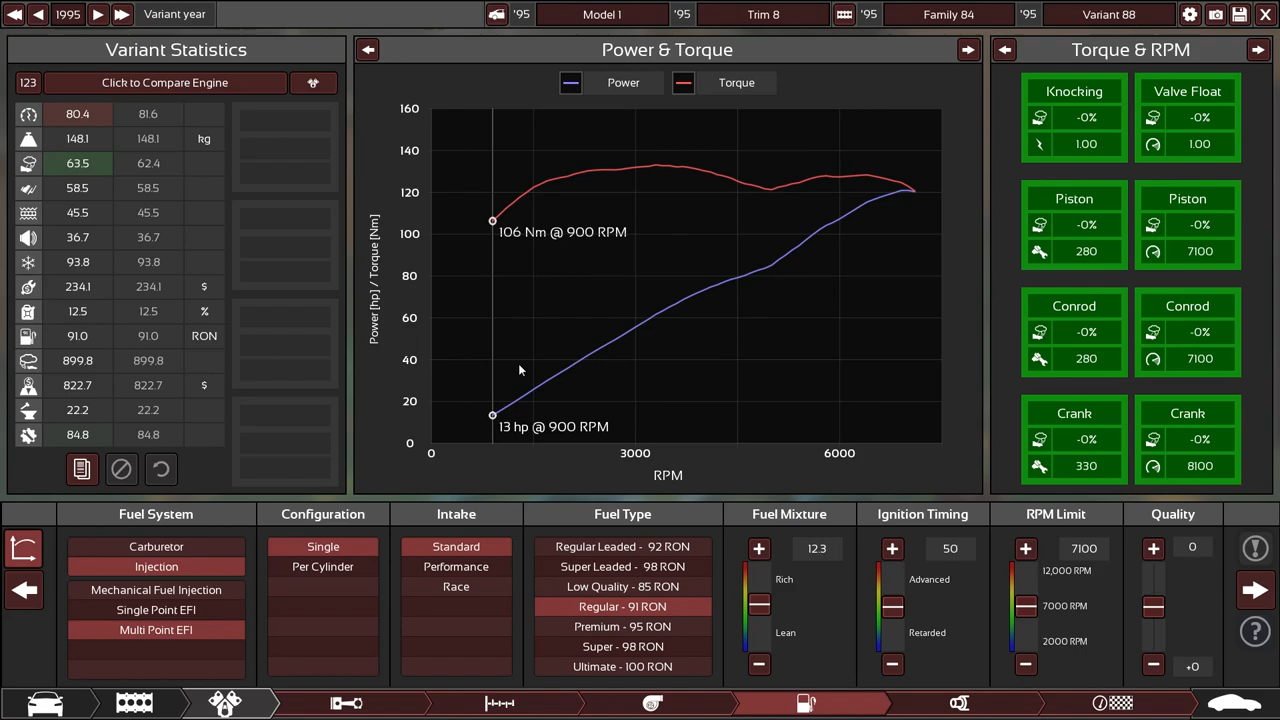 1995 Variant year '95 Model 1 '95 Trim 8 '95 Family 84 '95 Variant 88
Variant Statistics
123 Click to Compare Engine
80.4 81.6
148.1 148.1 kg
63.5 62.4
58.5 58.5
45.5 45.5
36.7 36.7
93.8 93.8
234.1 234.1 $
12.5 12.5 %
91.0 91.0 RON
899.8 899.8
822.7 822.7 $
22.2 22.2
84.8 84.8
Power & Torque
Power Torque
Power [hp] / Torque [Nm]
160
140
120
100
80
60
40
20
0
106 Nm @ 900 RPM
13 hp @ 900 RPM
0 3000 6000
RPM
Torque & RPM
Knocking Valve Float
-0% -0%
1.00 1.00
Piston Piston
-0% -0%
280 7100
Conrod Conrod
-0% -0%
280 7100
Crank Crank
-0% -0%
330 8100
Fuel System
Carburetor
Injection
Mechanical Fuel Injection
Single Point EFI
Multi Point EFI
Configuration
Single
Per Cylinder
Intake
Standard
Performance
Race
Fuel Type
Regular Leaded - 92 RON
Super Leaded - 98 RON
Low Quality - 85 RON
Regular - 91 RON
Premium - 95 RON
Super - 98 RON
Ultimate - 100 RON
Fuel Mixture
12.3
Rich
Lean
Ignition Timing
50
Advanced
Retarded
RPM Limit
7100
12,000 RPM
7000 RPM
2000 RPM
Quality
0
+0